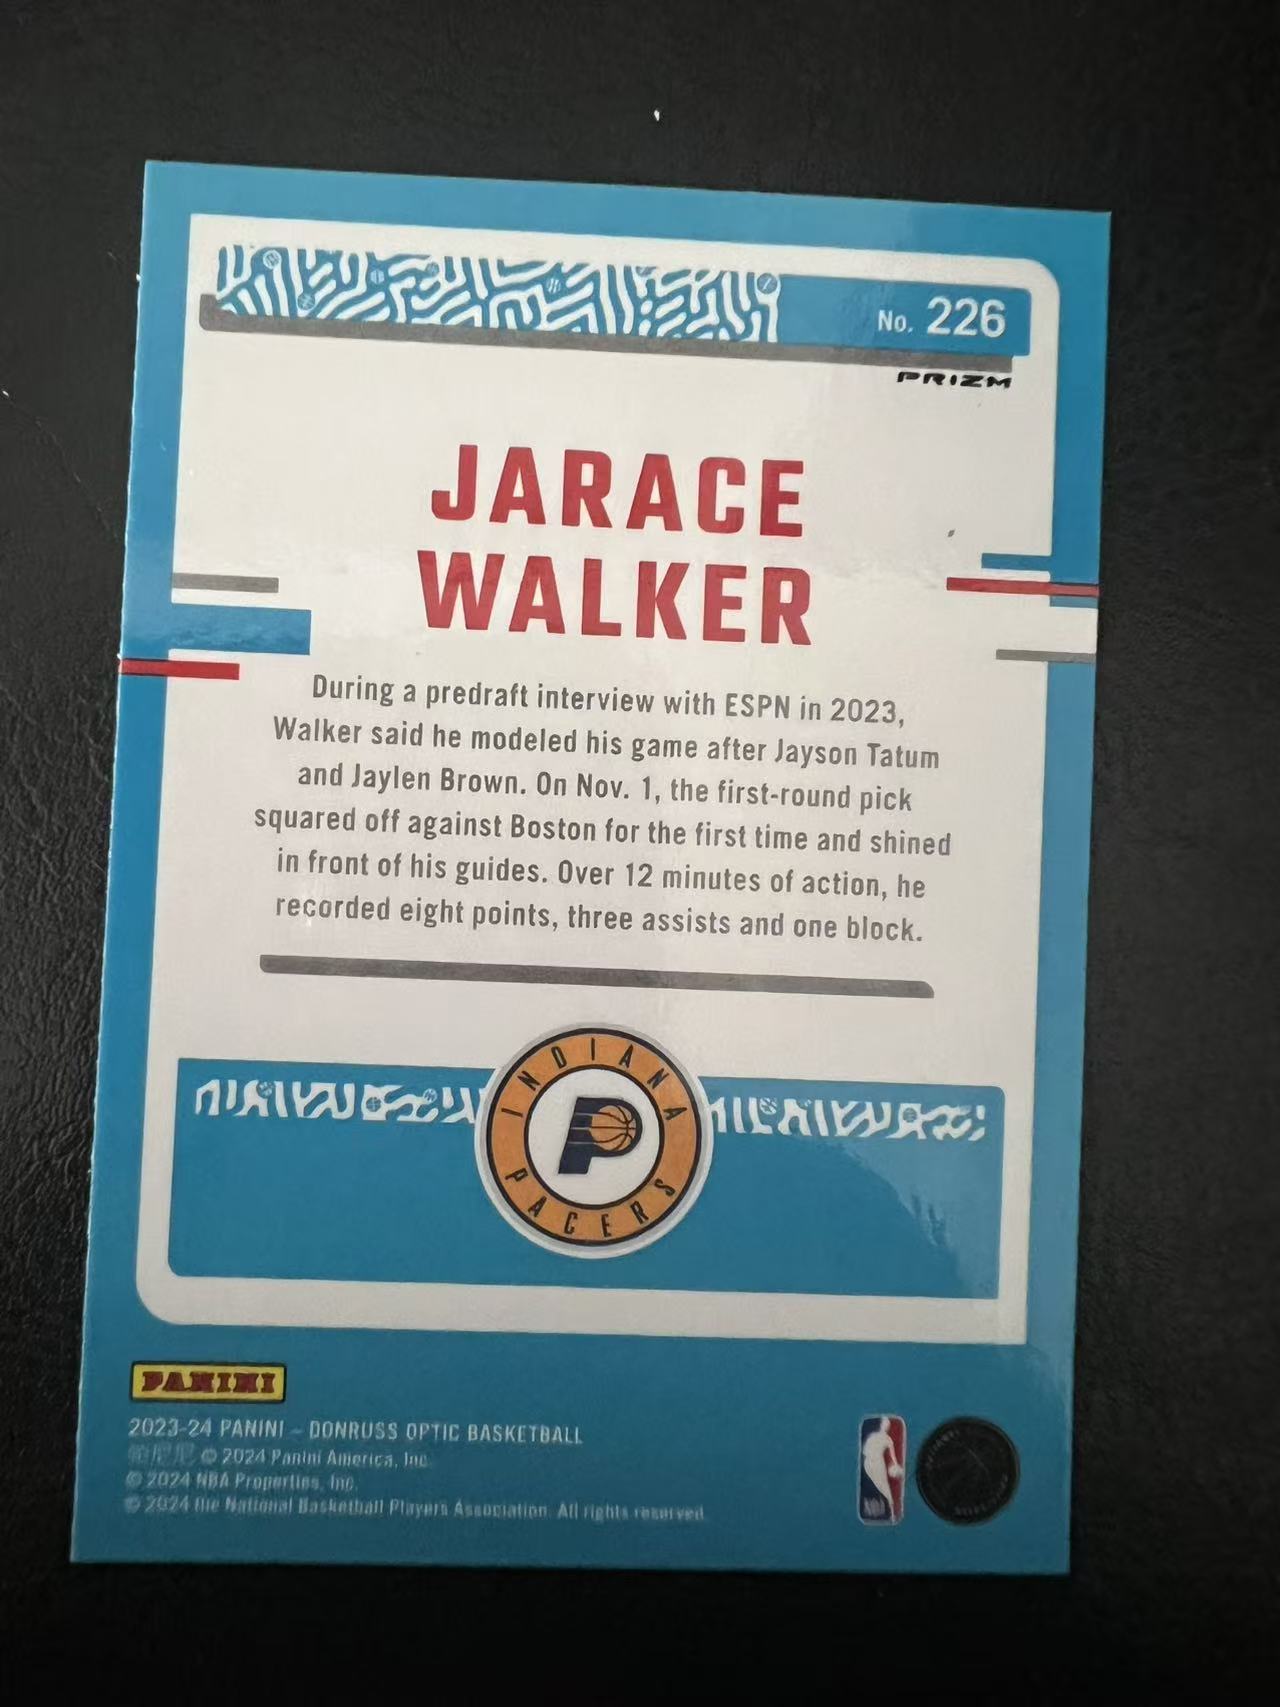 No. 226
PRIZM
JARACE
WALKER
During a predraft interview with ESPN in 2023,
Walker said he modeled his game after Jayson Tatum
and Jaylen Brown. On Nov. 1, the first-round pick
squared off against Boston for the first time and shined
in front of his guides. Over 12 minutes of action, he
recorded eight points, three assists and one block.
INDIANA
P
PACERS
PANINI
2023-24 PANINI – DONRUSS OPTIC BASKETBALL
© 2024 Panini America, Inc.
© 2024 NBA Properties, Inc.
© 2024 The National Basketball Players Association. All rights reserved
NBA